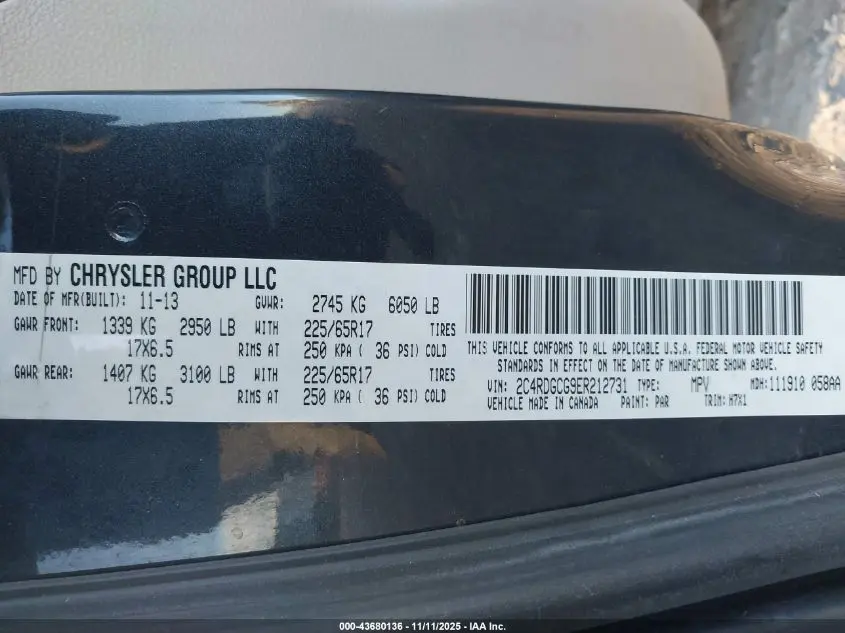 MFD BY CHRYSLER GROUP LLC
DATE OF MFR(BUILT): 11-13 GVWR: 2745 KG 6050 LB
GAWR FRONT: 1339 KG 2950 LB WITH 225/65R17 TIRES
17X6.5 RIMS AT 250 KPA ( 36 PSI) COLD
GAWR REAR: 1407 KG 3100 LB WITH 225/65R17 TIRES
17X6.5 RIMS AT 250 KPA ( 36 PSI) COLD
THIS VEHICLE CONFORMS TO ALL APPLICABLE U.S.A. FEDERAL MOTOR VEHICLE SAFETY
STANDARDS IN EFFECT ON THE DATE OF MANUFACTURE SHOWN ABOVE.
VIN: 2C4RDGCG9ER212731 TYPE: MPV MDH: 111910 058AA
VEHICLE MADE IN CANADA PAINT: PAR TRIM: H7X1
000-43680136 - 11/11/2025 - IAA Inc.